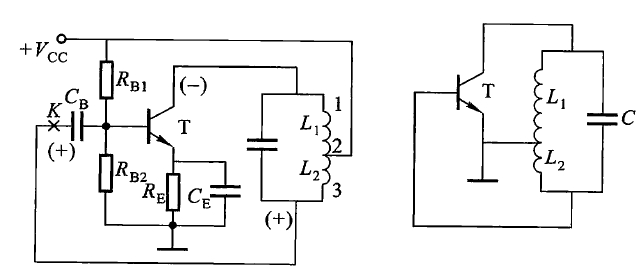 +V_CC
R_B1
(−)
K
C_B
T
(+)
R_B2
R_E
C_E
1
L_1
2
L_2
3
(+)
T
L_1
C
L_2